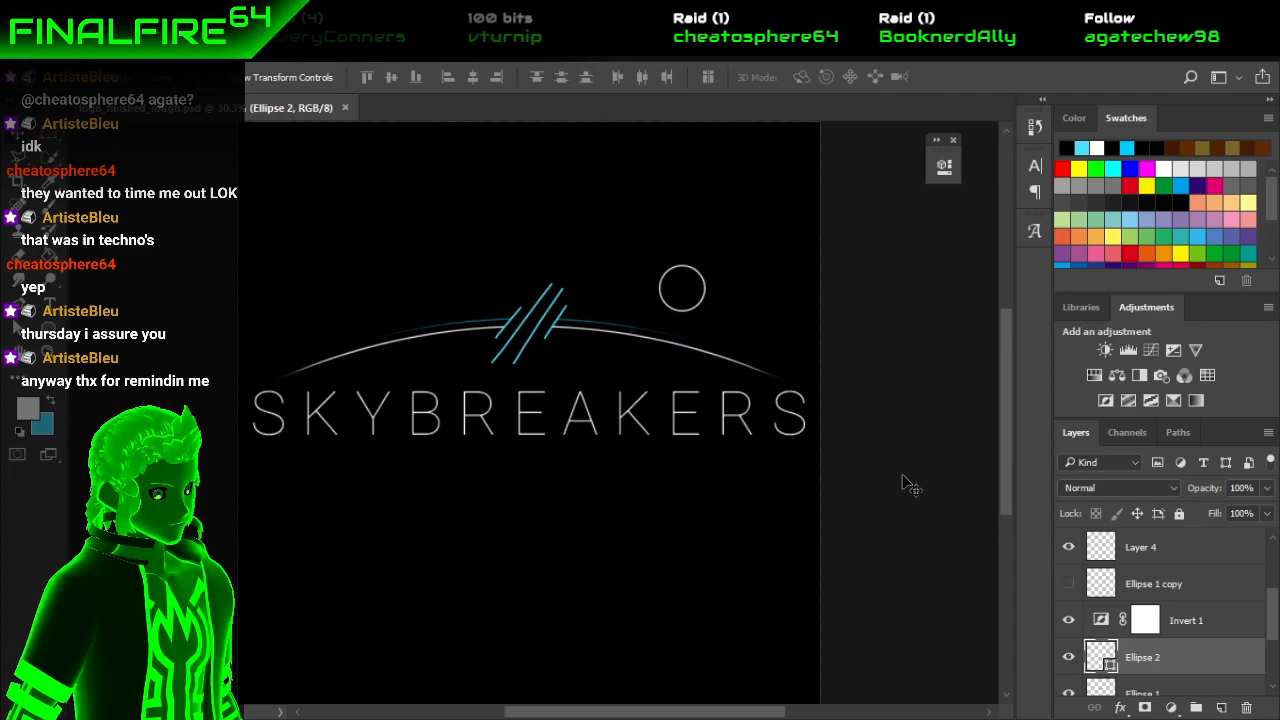 FINALFIRE64
(4)
100 bits
vturnip
Raid (1)
cheatosphere64
Raid (1)
BooknerdAlly
Follow
agatechew98
Transform Controls
3D Mode:
(Ellipse 2, RGB/8)
ArtisteBleu
@cheatosphere64 agate?
ArtisteBleu
idk
cheatosphere64
they wanted to time me out LOK
ArtisteBleu
that was in techno's
cheatosphere64
yep
ArtisteBleu
thursday i assure you
ArtisteBleu
anyway thx for remindin me
SKYBREAKERS
Color
Swatches
Libraries
Adjustments
Add an adjustment
Layers
Channels
Paths
Kind
Normal
Opacity: 100%
Lock:
Fill: 100%
Layer 4
Ellipse 1 copy
Invert 1
Ellipse 2
Ellipse 1